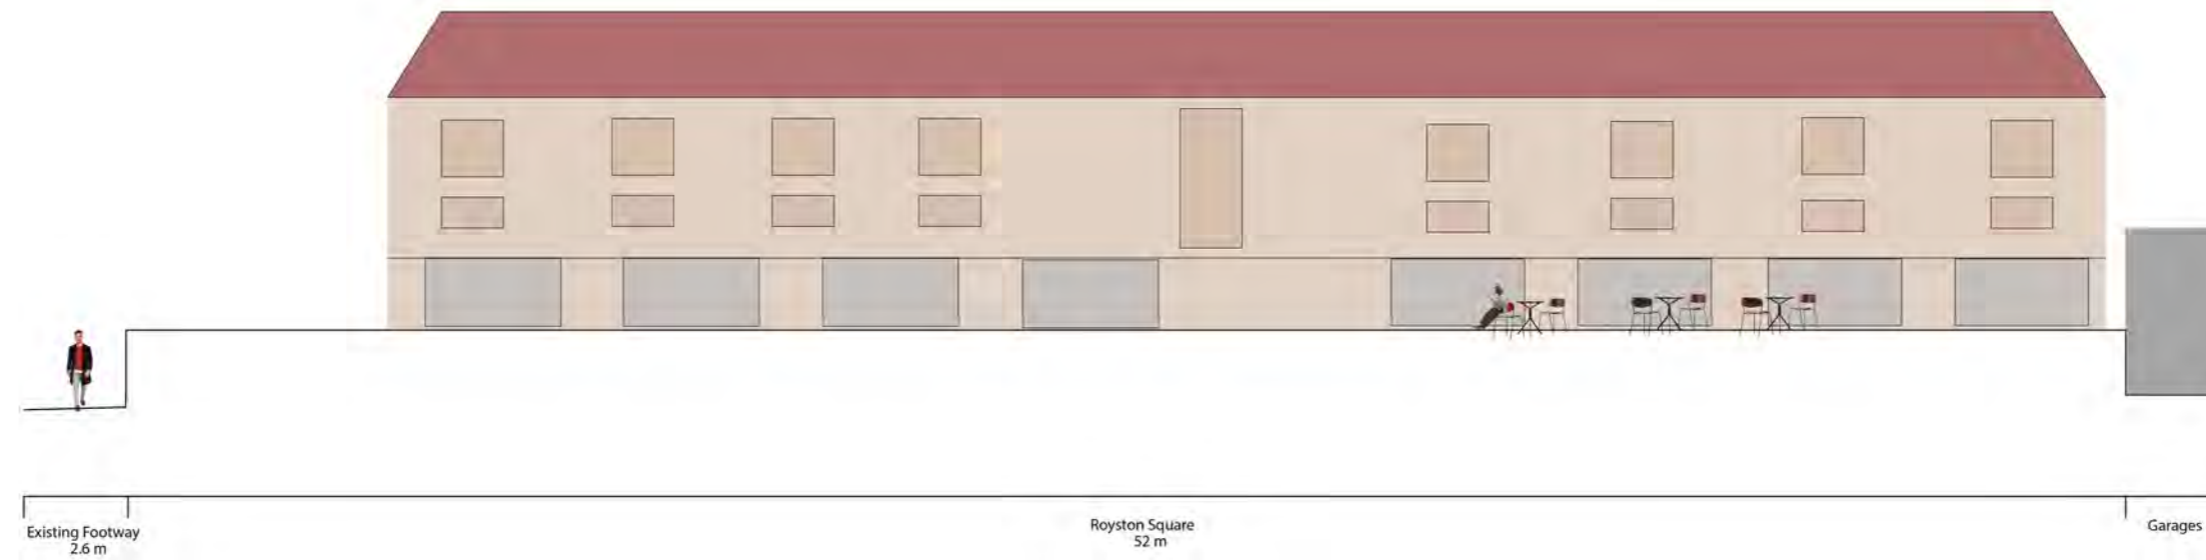 Existing Footway
2.6 m
Royston Square
52 m
Garages